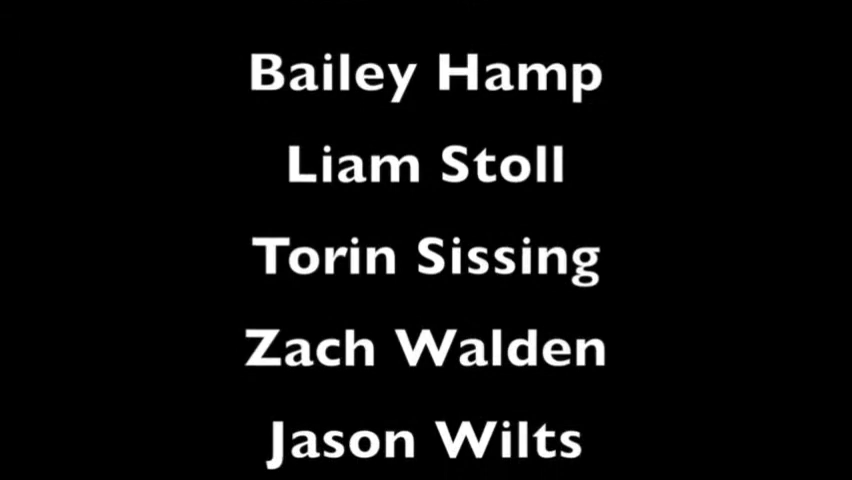 Bailey Hamp
Liam Stoll
Torin Sissing
Zach Walden
Jason Wilts